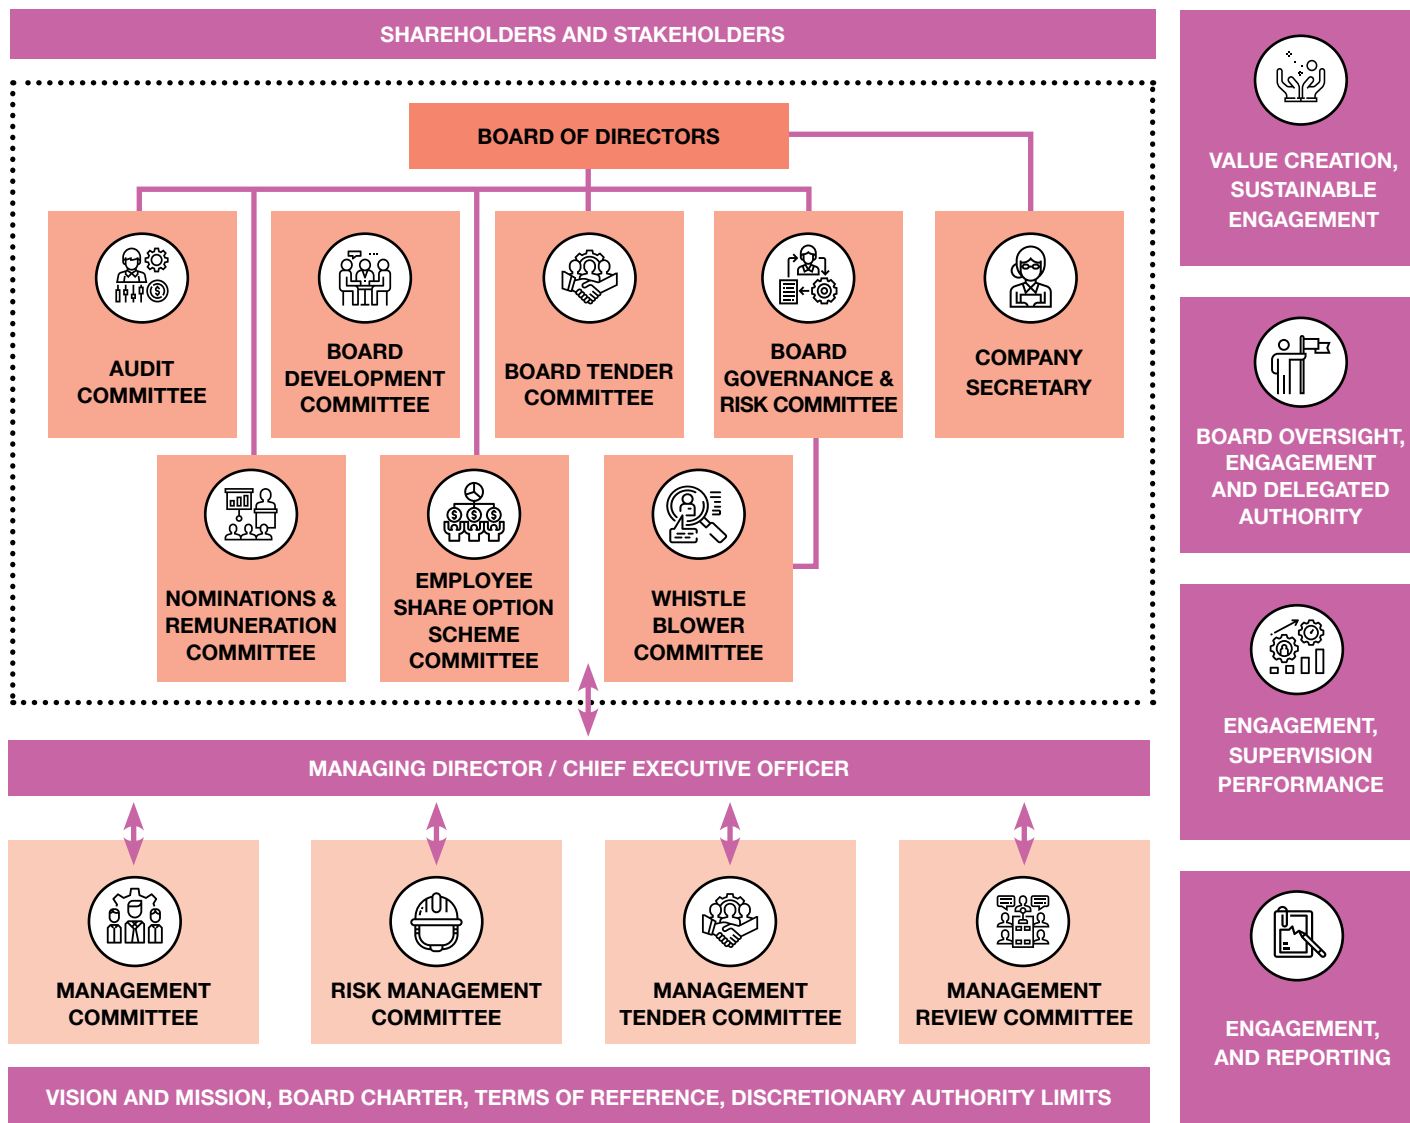 SHAREHOLDERS AND STAKEHOLDERS
BOARD OF DIRECTORS
AUDIT
COMMITTEE
BOARD
DEVELOPMENT
COMMITTEE
BOARD TENDER
COMMITTEE
BOARD
GOVERNANCE &
RISK COMMITTEE
COMPANY
SECRETARY
NOMINATIONS &
REMUNERATION
COMMITTEE
EMPLOYEE
SHARE OPTION
SCHEME
COMMITTEE
WHISTLE
BLOWER
COMMITTEE
MANAGING DIRECTOR / CHIEF EXECUTIVE OFFICER
MANAGEMENT
COMMITTEE
RISK MANAGEMENT
COMMITTEE
MANAGEMENT
TENDER COMMITTEE
MANAGEMENT
REVIEW COMMITTEE
VISION AND MISSION, BOARD CHARTER, TERMS OF REFERENCE, DISCRETIONARY AUTHORITY LIMITS
VALUE CREATION,
SUSTAINABLE
ENGAGEMENT
BOARD OVERSIGHT,
ENGAGEMENT
AND DELEGATED
AUTHORITY
ENGAGEMENT,
SUPERVISION
PERFORMANCE
ENGAGEMENT,
AND REPORTING